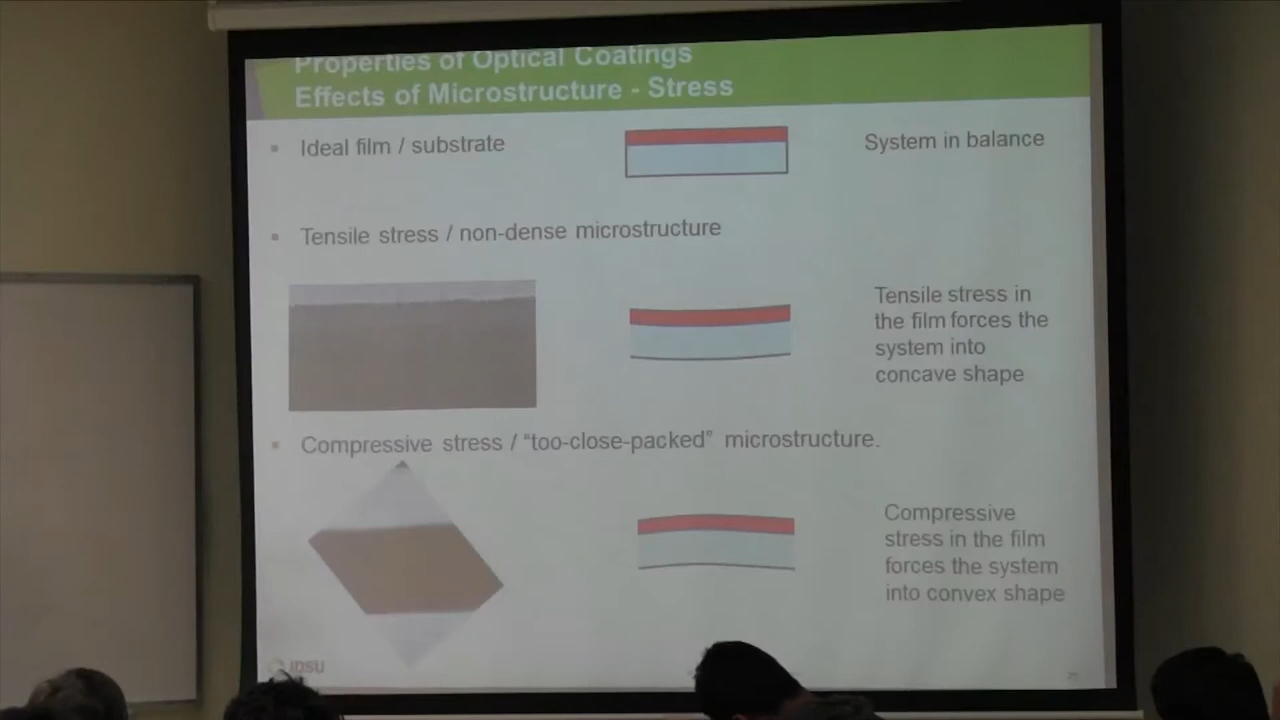 Properties of Optical Coatings
Effects of Microstructure - Stress
Ideal film / substrate
System in balance
Tensile stress / non-dense microstructure
Tensile stress in
the film forces the
system into
concave shape
Compressive stress / “too-close-packed” microstructure.
Compressive
stress in the film
forces the system
into convex shape
JDSU